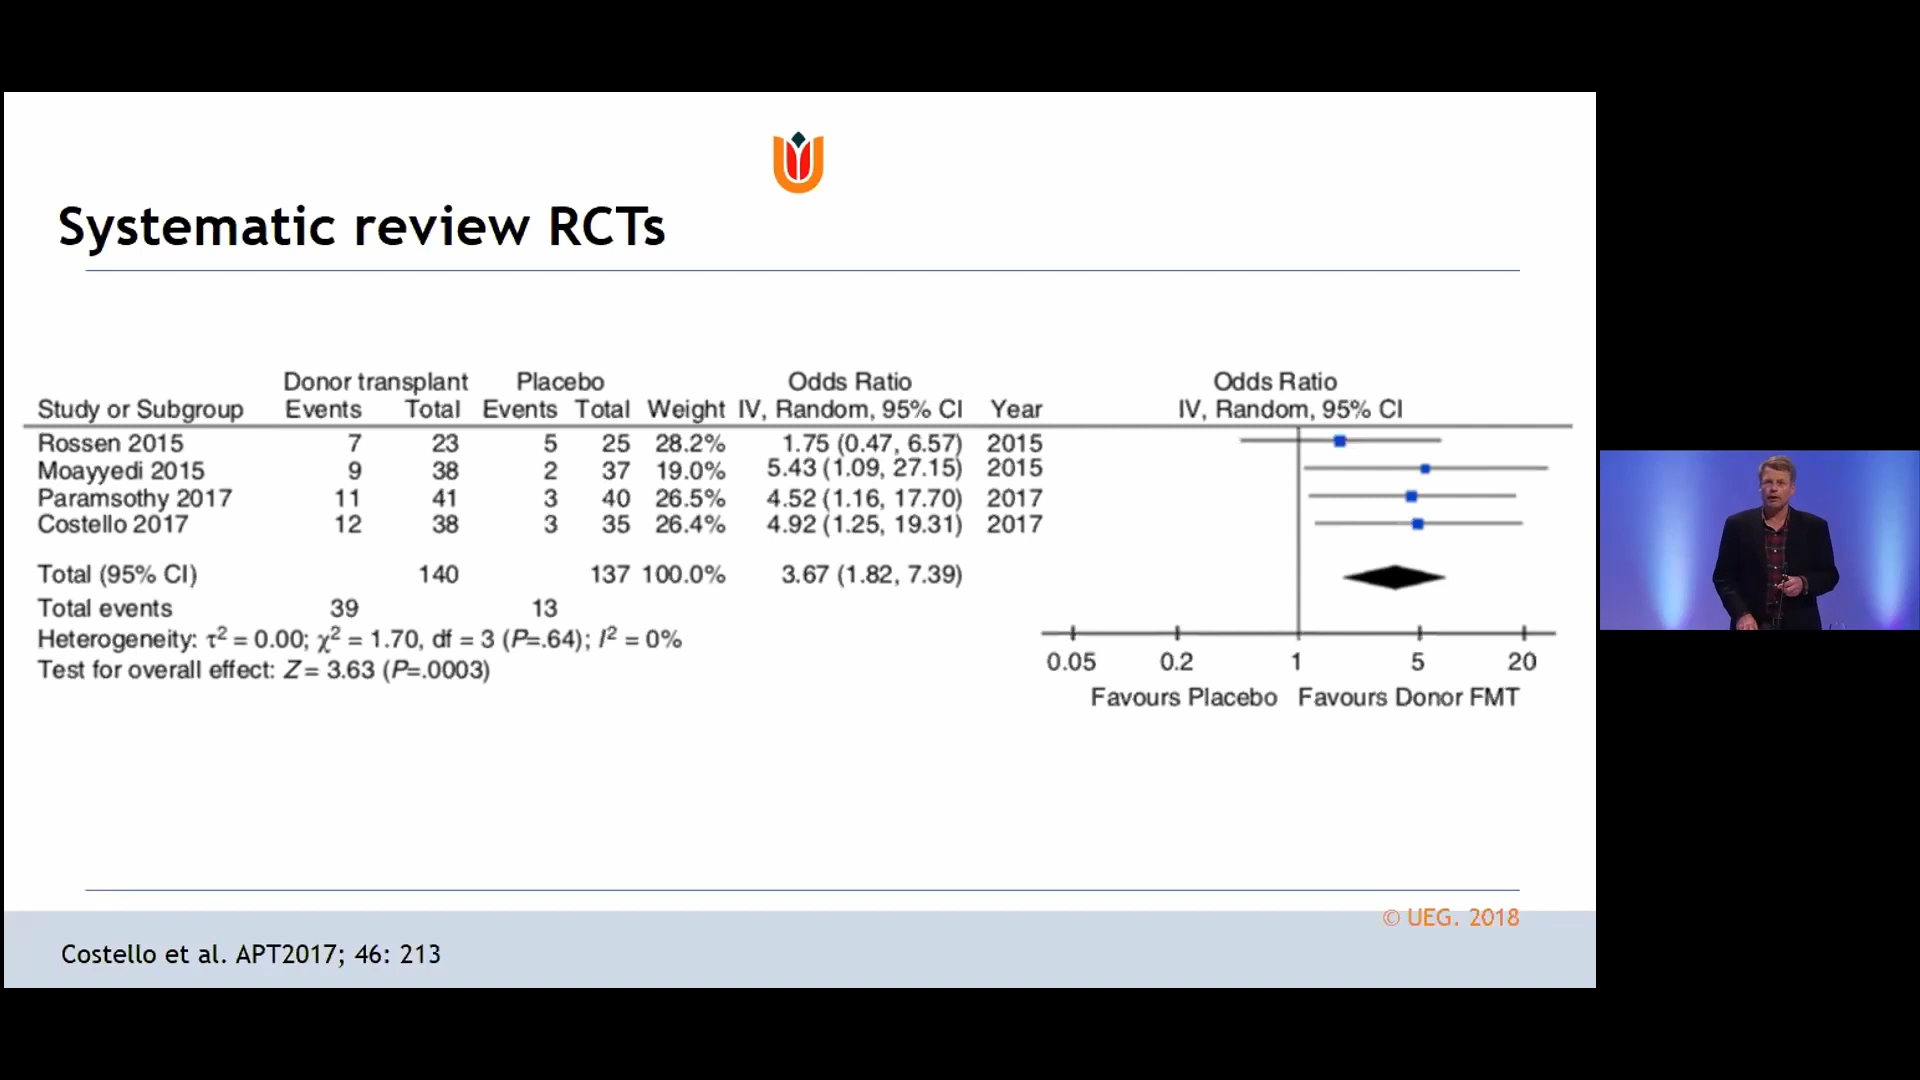 Systematic review RCTs
Donor transplant Placebo Odds Ratio Odds Ratio
Study or Subgroup Events Total Events Total Weight IV, Random, 95% CI Year IV, Random, 95% CI
Rossen 2015 7 23 5 25 28.2% 1.75 (0.47, 6.57) 2015
Moayyedi 2015 9 38 2 37 19.0% 5.43 (1.09, 27.15) 2015
Paramsothy 2017 11 41 3 40 26.5% 4.52 (1.16, 17.70) 2017
Costello 2017 12 38 3 35 26.4% 4.92 (1.25, 19.31) 2017
Total (95% CI) 140 137 100.0% 3.67 (1.82, 7.39)
Total events 39 13
Heterogeneity: τ² = 0.00; χ² = 1.70, df = 3 (P=.64); I² = 0%
Test for overall effect: Z = 3.63 (P=.0003)
0.05 0.2 1 5 20
Favours Placebo Favours Donor FMT
© UEG. 2018
Costello et al. APT2017; 46: 213